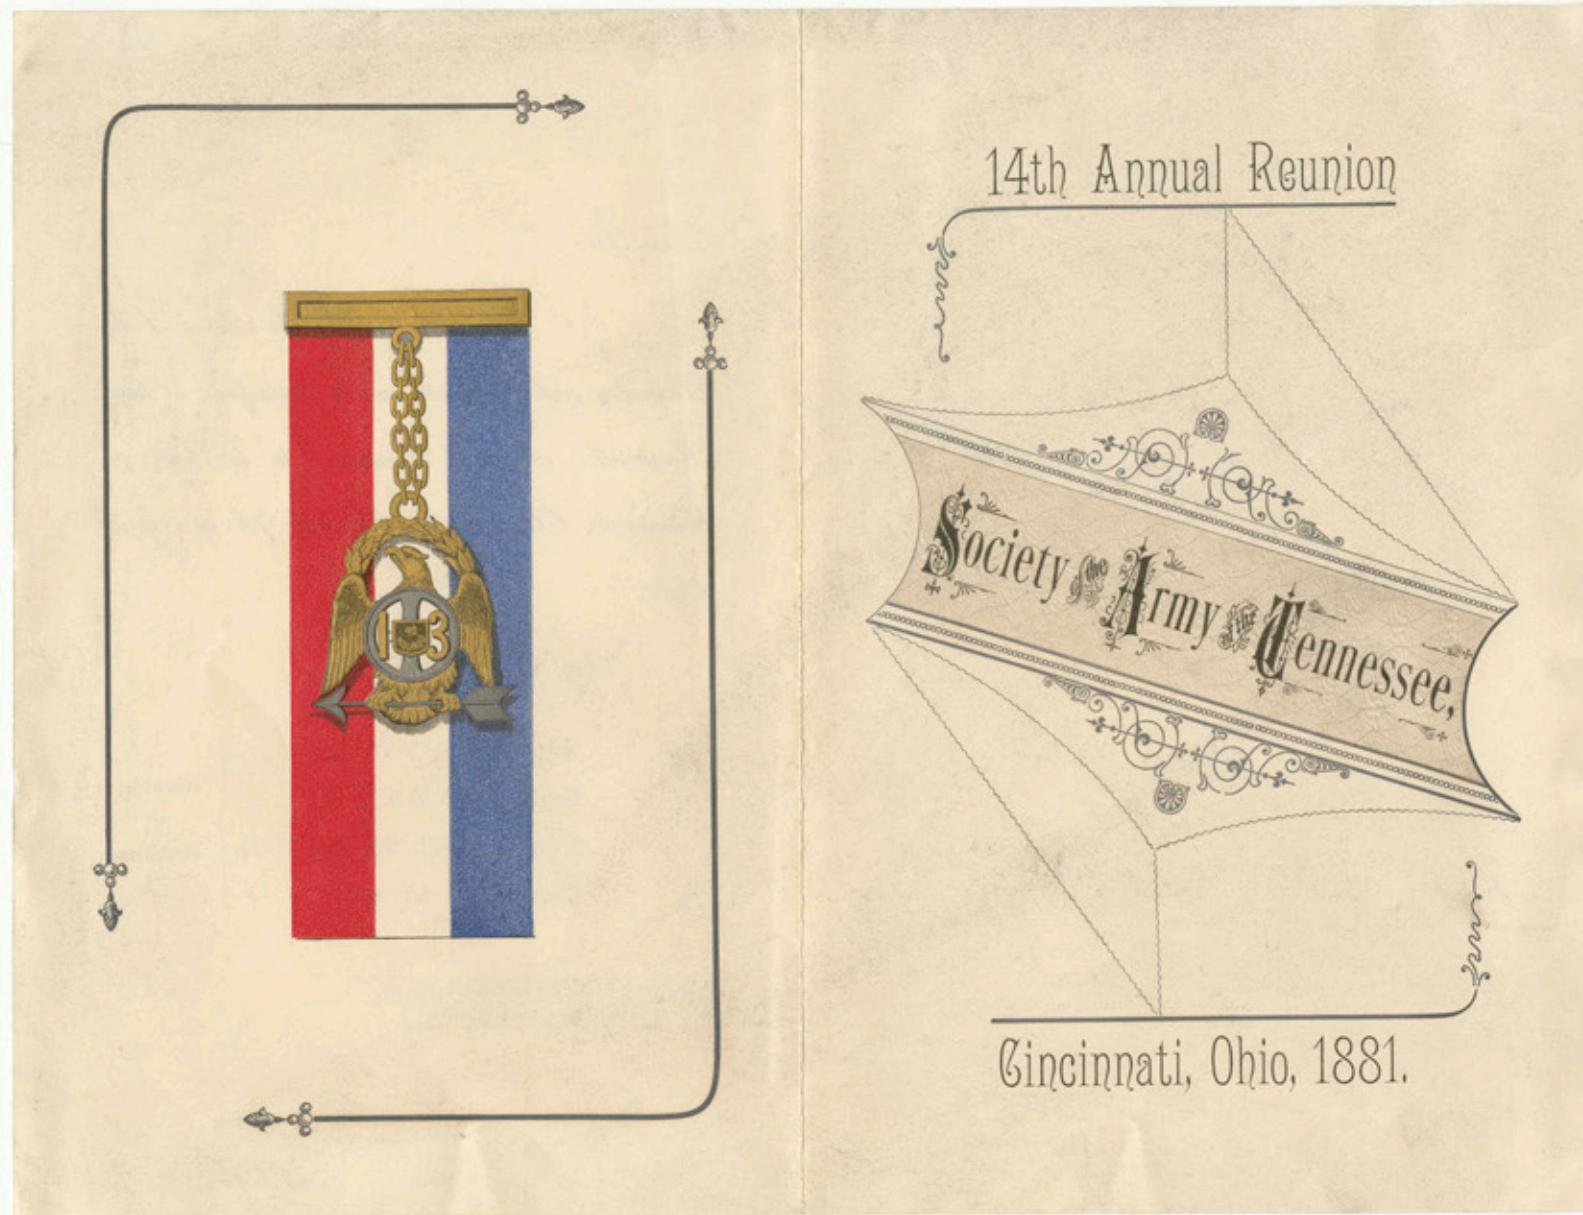 13
14th Annual Reunion
Society of the Army of the Tennessee,
Cincinnati, Ohio, 1881.